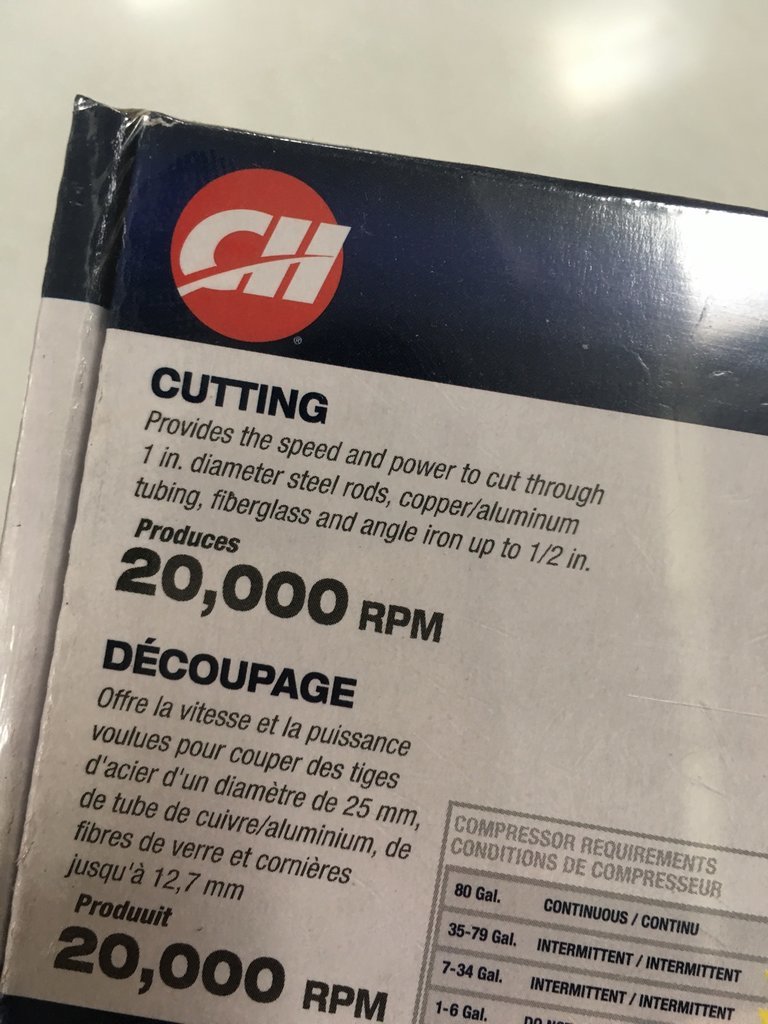 CH
®
CUTTING
Provides the speed and power to cut through
1 in. diameter steel rods, copper/aluminum
tubing, fiberglass and angle iron up to 1/2 in.
Produces
20,000 RPM
DÉCOUPAGE
Offre la vitesse et la puissance
voulues pour couper des tiges
d'acier d'un diamètre de 25 mm,
de tube de cuivre/aluminium, de
fibres de verre et cornières
jusqu'à 12,7 mm
Produuit
20,000 RPM
COMPRESSOR REQUIREMENTS
CONDITIONS DE COMPRESSEUR
80 Gal. CONTINUOUS / CONTINU
35-79 Gal. INTERMITTENT / INTERMITTENT
7-34 Gal. INTERMITTENT / INTERMITTENT
1-6 Gal. DO